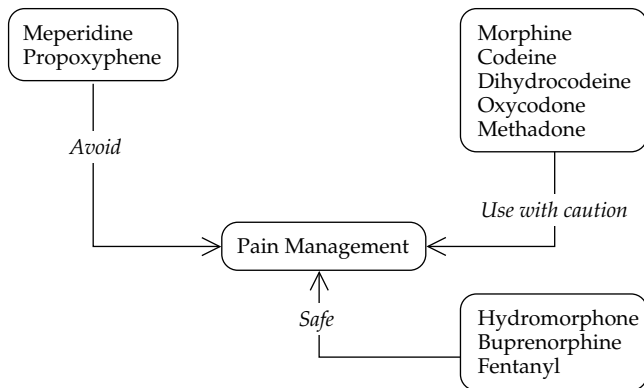 Meperidine
Propoxyphene
Morphine
Codeine
Dihydrocodeine
Oxycodone
Methadone
Avoid
Use with caution
Pain Management
Safe
Hydromorphone
Buprenorphine
Fentanyl